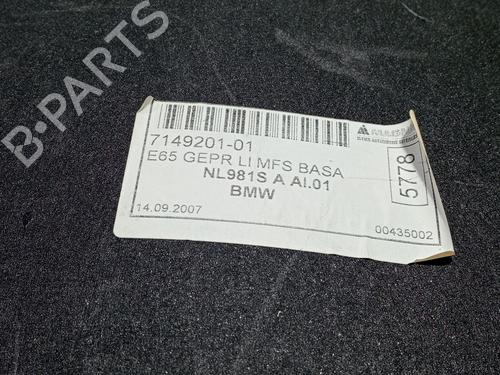 B-PARTS
7149201-01
E65 GEPR LI MFS BASA
NL981S A AI.01
BMW
14.09.2007
00435002
5778